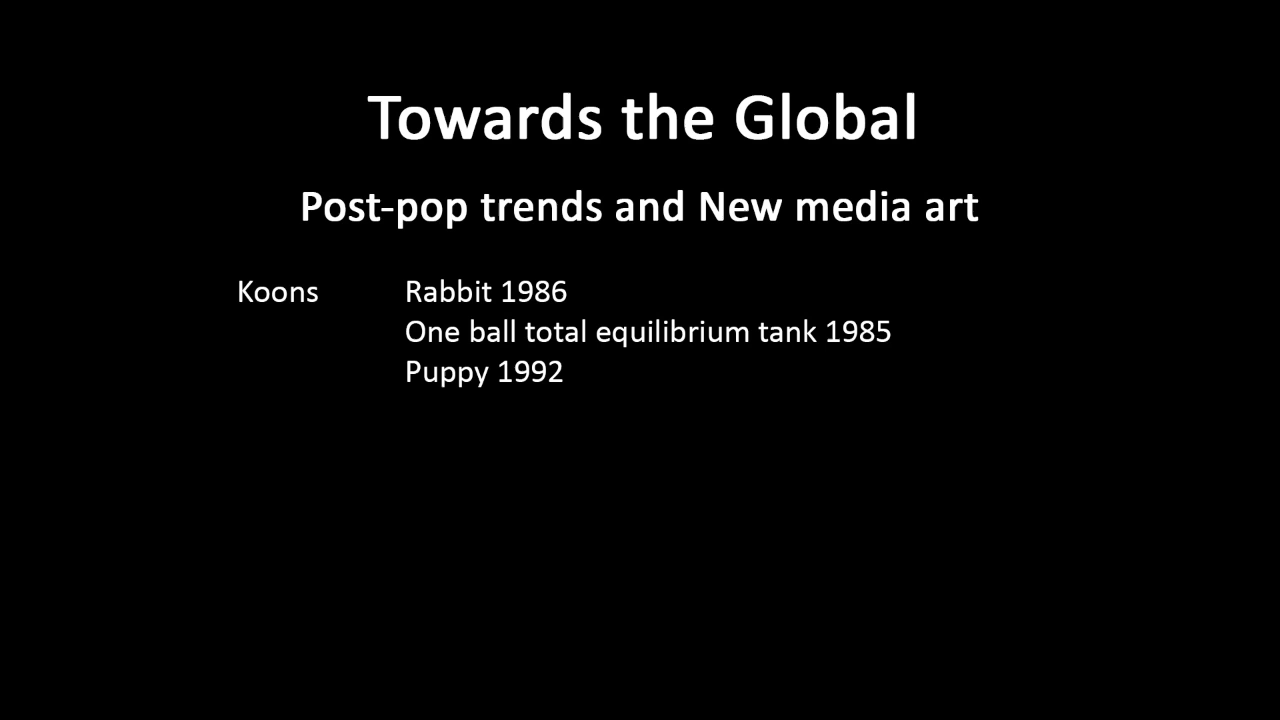 Towards the Global
Post-pop trends and New media art
Koons Rabbit 1986
One ball total equilibrium tank 1985
Puppy 1992